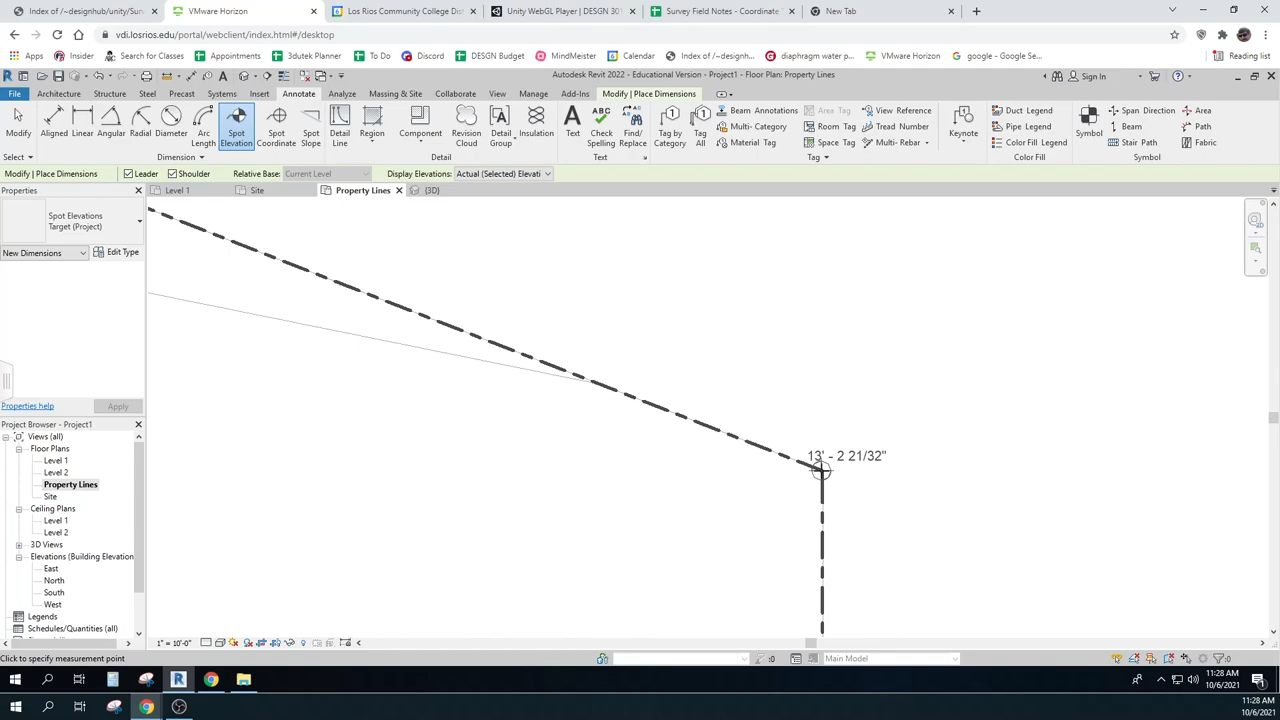 Index of /~designhub/unity/Surv
VMware Horizon
Los Rios Community College Dist
Unity WebGL Player | DESGN 301
Survey Field Notes - Coordinate
New Tab
vdi.losrios.edu/portal/webclient/index.html#/desktop
Apps
Insider
Search for Classes
Appointments
3dutek Planner
To Do
Discord
DESGN Budget
MindMeister
Calendar
Index of /~designh...
diaphragm water p...
VMware Horizon
google - Google Se...
Reading list
Autodesk Revit 2022 - Educational Version - Project1 - Floor Plan: Property Lines
Sign In
File
Architecture
Structure
Steel
Precast
Systems
Insert
Annotate
Analyze
Massing & Site
Collaborate
View
Manage
Add-Ins
Modify | Place Dimensions
Modify
Aligned
Linear
Angular
Radial
Diameter
Arc Length
Spot Elevation
Spot Coordinate
Spot Slope
Detail Line
Region
Component
Revision Cloud
Detail Group
Insulation
Text
Check Spelling
Find/ Replace
Tag by Category
Tag All
Beam Annotations
Multi- Category
Material Tag
Area Tag
Room Tag
Space Tag
View Reference
Tread Number
Multi- Rebar
Keynote
Duct Legend
Pipe Legend
Color Fill Legend
Symbol
Span Direction
Beam
Stair Path
Area
Path
Fabric
Select
Dimension
Detail
Text
Tag
Color Fill
Symbol
Modify | Place Dimensions
Leader
Shoulder
Relative Base:
Current Level
Display Elevations:
Actual (Selected) Elevati
Properties
Level 1
Site
Property Lines
{3D}
Spot Elevations
Target (Project)
New Dimensions
Edit Type
Properties help
Apply
Project Browser - Project1
Views (all)
Floor Plans
Level 1
Level 2
Property Lines
Site
Ceiling Plans
Level 1
Level 2
3D Views
Elevations (Building Elevation
East
North
South
West
Legends
Schedules/Quantities (all)
13' - 2 21/32"
1" = 10'-0"
Click to specify measurement point
:0
Main Model
:0
11:28 AM
10/6/2021
1
11:28 AM
10/6/2021